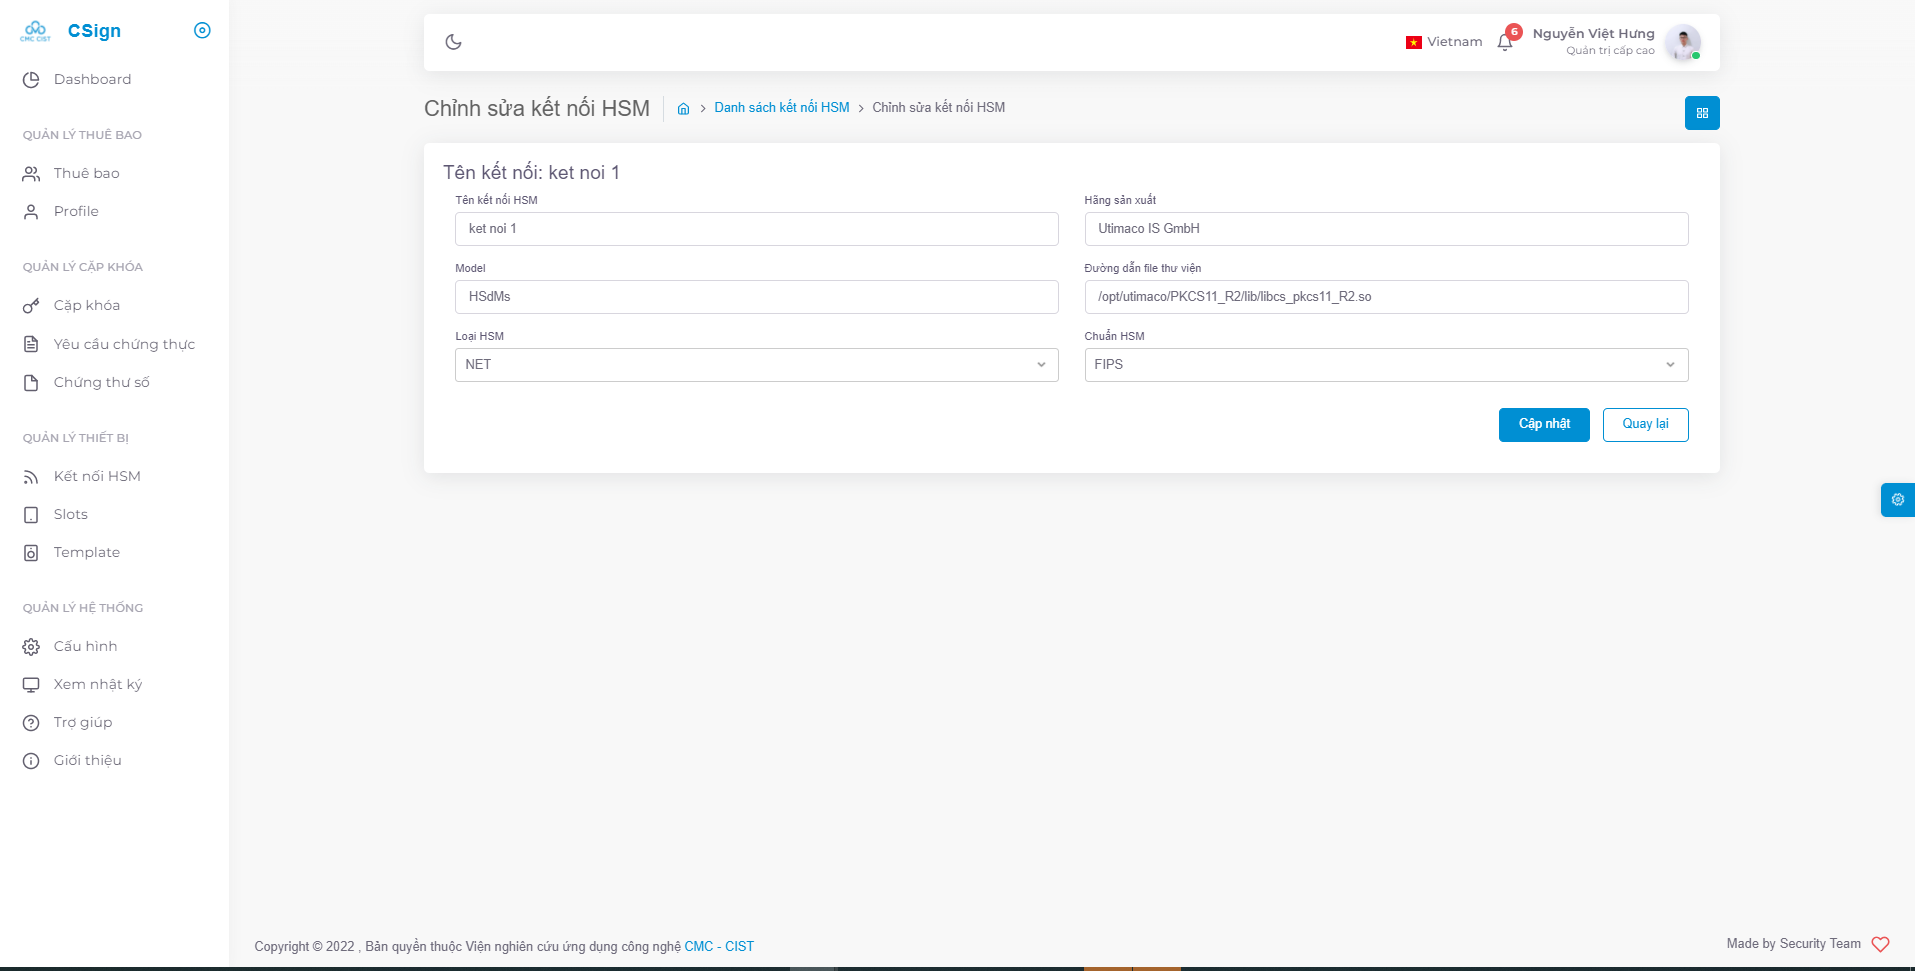 CMC CIST
CSign
Dashboard
QUẢN LÝ THUÊ BAO
Thuê bao
Profile
QUẢN LÝ CẶP KHÓA
Cặp khóa
Yêu cầu chứng thực
Chứng thư số
QUẢN LÝ THIẾT BỊ
Kết nối HSM
Slots
Template
QUẢN LÝ HỆ THỐNG
Cấu hình
Xem nhật ký
Trợ giúp
Giới thiệu
Vietnam
6
Nguyễn Việt Hưng
Quản trị cấp cao
Chỉnh sửa kết nối HSM
Danh sách kết nối HSM
Chỉnh sửa kết nối HSM
Tên kết nối: ket noi 1
Tên kết nối HSM
Hãng sản xuất
ket noi 1
Utimaco IS GmbH
Model
Đường dẫn file thư viện
HSdMs
/opt/utimaco/PKCS11_R2/lib/libcs_pkcs11_R2.so
Loại HSM
Chuẩn HSM
NET
FIPS
Cập nhật
Quay lại
Copyright © 2022 , Bản quyền thuộc Viện nghiên cứu ứng dụng công nghệ CMC - CIST
Made by Security Team